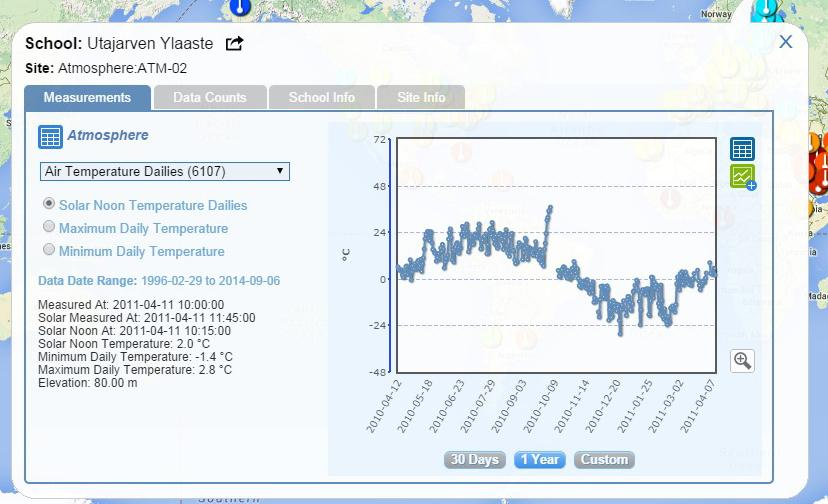 Norway
School: Utajarven Ylaaste
X
Site: Atmosphere:ATM-02
Measurements
Data Counts
School Info
Site Info
Atmosphere
Air Temperature Dailies (6107)
Solar Noon Temperature Dailies
Maximum Daily Temperature
Minimum Daily Temperature
Data Date Range: 1996-02-29 to 2014-09-06
Measured At: 2011-04-11 10:00:00
Solar Measured At: 2011-04-11 11:45:00
Solar Noon At: 2011-04-11 10:15:00
Solar Noon Temperature: 2.0 °C
Minimum Daily Temperature: -1.4 °C
Maximum Daily Temperature: 2.8 °C
Elevation: 80.00 m
°C
72
48
24
0
-24
-48
2010-04-12
2010-05-18
2010-06-23
2010-07-29
2010-09-03
2010-10-09
2010-11-14
2010-12-20
2011-01-25
2011-03-02
2011-04-07
30 Days
1 Year
Custom
Southern